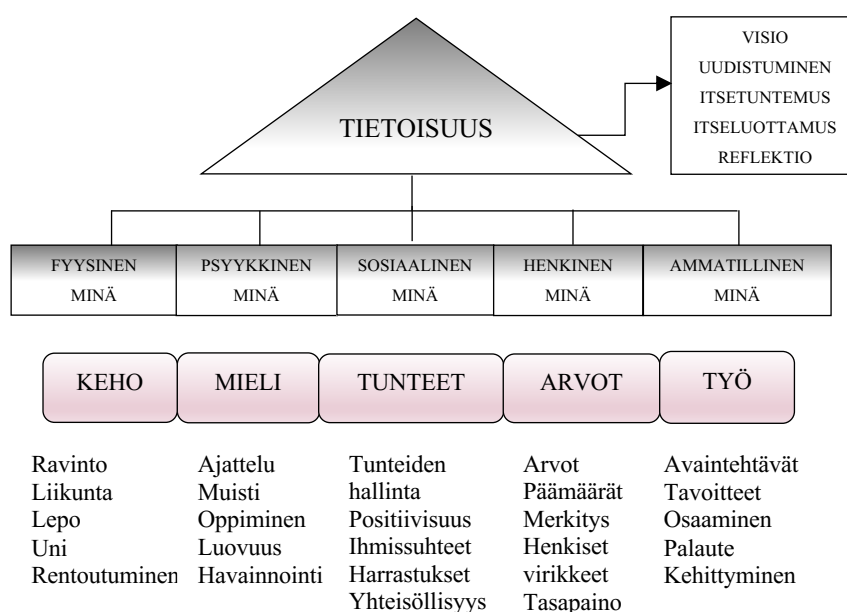 TIETOISUUS
VISIO
UUDISTUMINEN
ITSETUNTEMUS
ITSELUOTTAMUS
REFLEKTIO
FYYSINEN
MINÄ
PSYYKKINEN
MINÄ
SOSIAALINEN
MINÄ
HENKINEN
MINÄ
AMMATILLINEN
MINÄ
KEHO
MIELI
TUNTEET
ARVOT
TYÖ
Ravinto
Liikunta
Lepo
Uni
Rentoutuminen
Ajattelu
Muisti
Oppiminen
Luovuus
Havainnointi
Tunteiden
hallinta
Positiivisuus
Ihmissuhteet
Harrastukset
Yhteisöllisyys
Arvot
Päämäärät
Merkitys
Henkiset
virikkeet
Tasapaino
Avaintehtävät
Tavoitteet
Osaaminen
Palaute
Kehittyminen